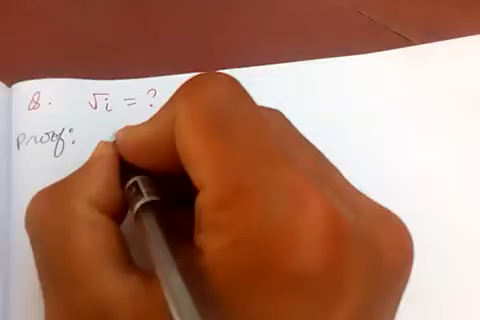 Q. √i = ?
Proof: